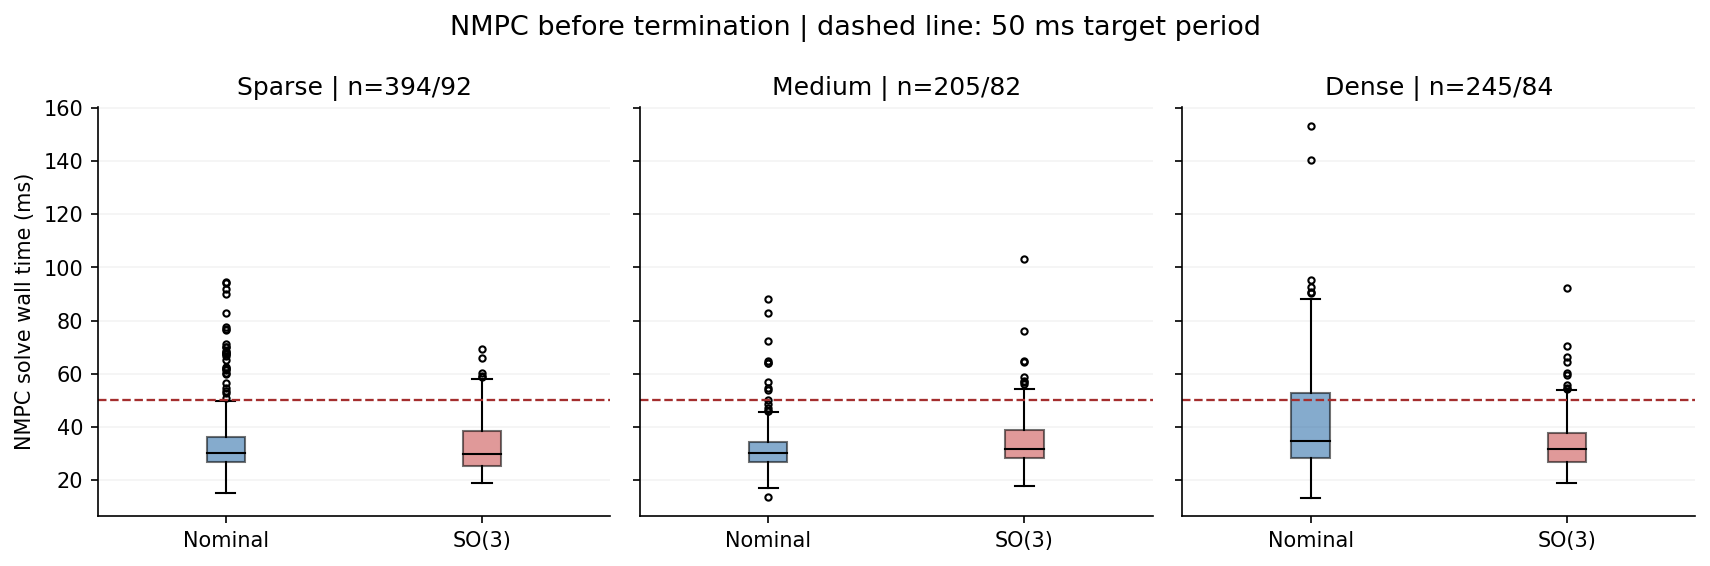 NMPC before termination | dashed line: 50 ms target period
Sparse | n=394/92
Medium | n=205/82
Dense | n=245/84
NMPC solve wall time (ms)
160
140
120
100
80
60
40
20
Nominal
SO(3)
Nominal
SO(3)
Nominal
SO(3)